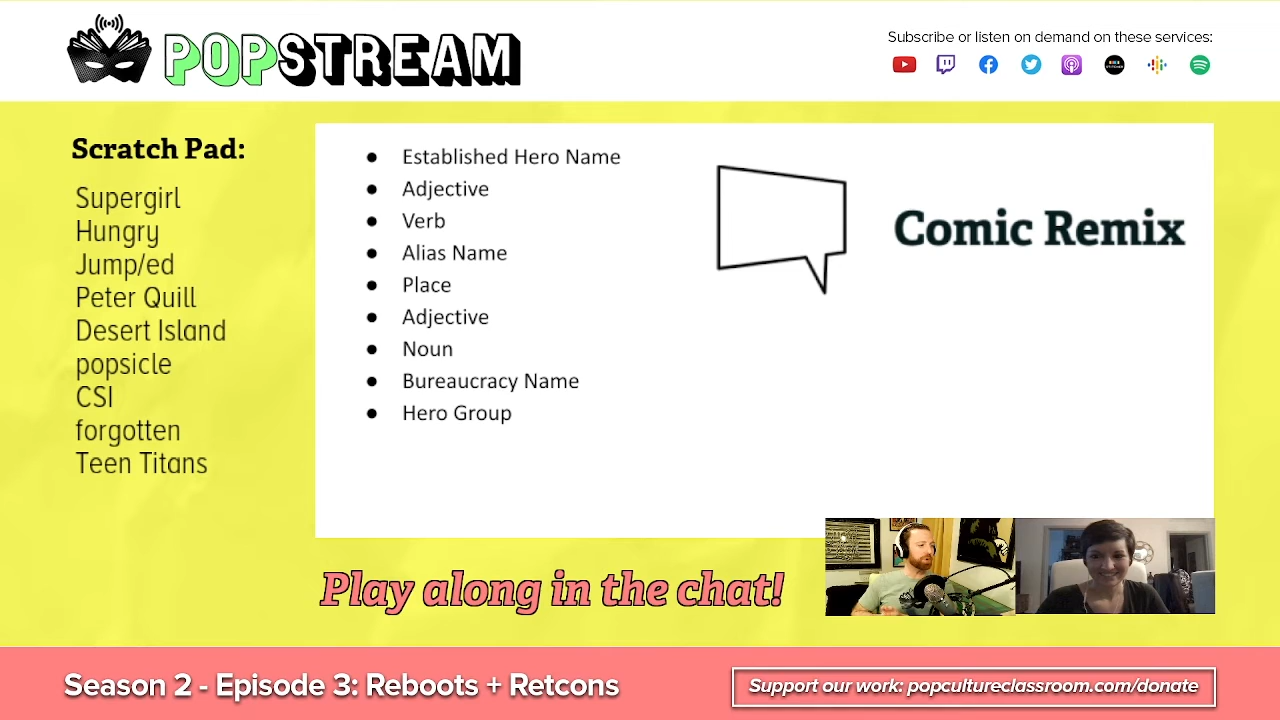 POPSTREAM
Subscribe or listen on demand on these services:
Scratch Pad:
Supergirl
Hungry
Jump/ed
Peter Quill
Desert Island
popsicle
CSI
forgotten
Teen Titans
● Established Hero Name
● Adjective
● Verb
● Alias Name
● Place
● Adjective
● Noun
● Bureaucracy Name
● Hero Group
Comic Remix
Play along in the chat!
Season 2 - Episode 3: Reboots + Retcons
Support our work: popcultureclassroom.com/donate